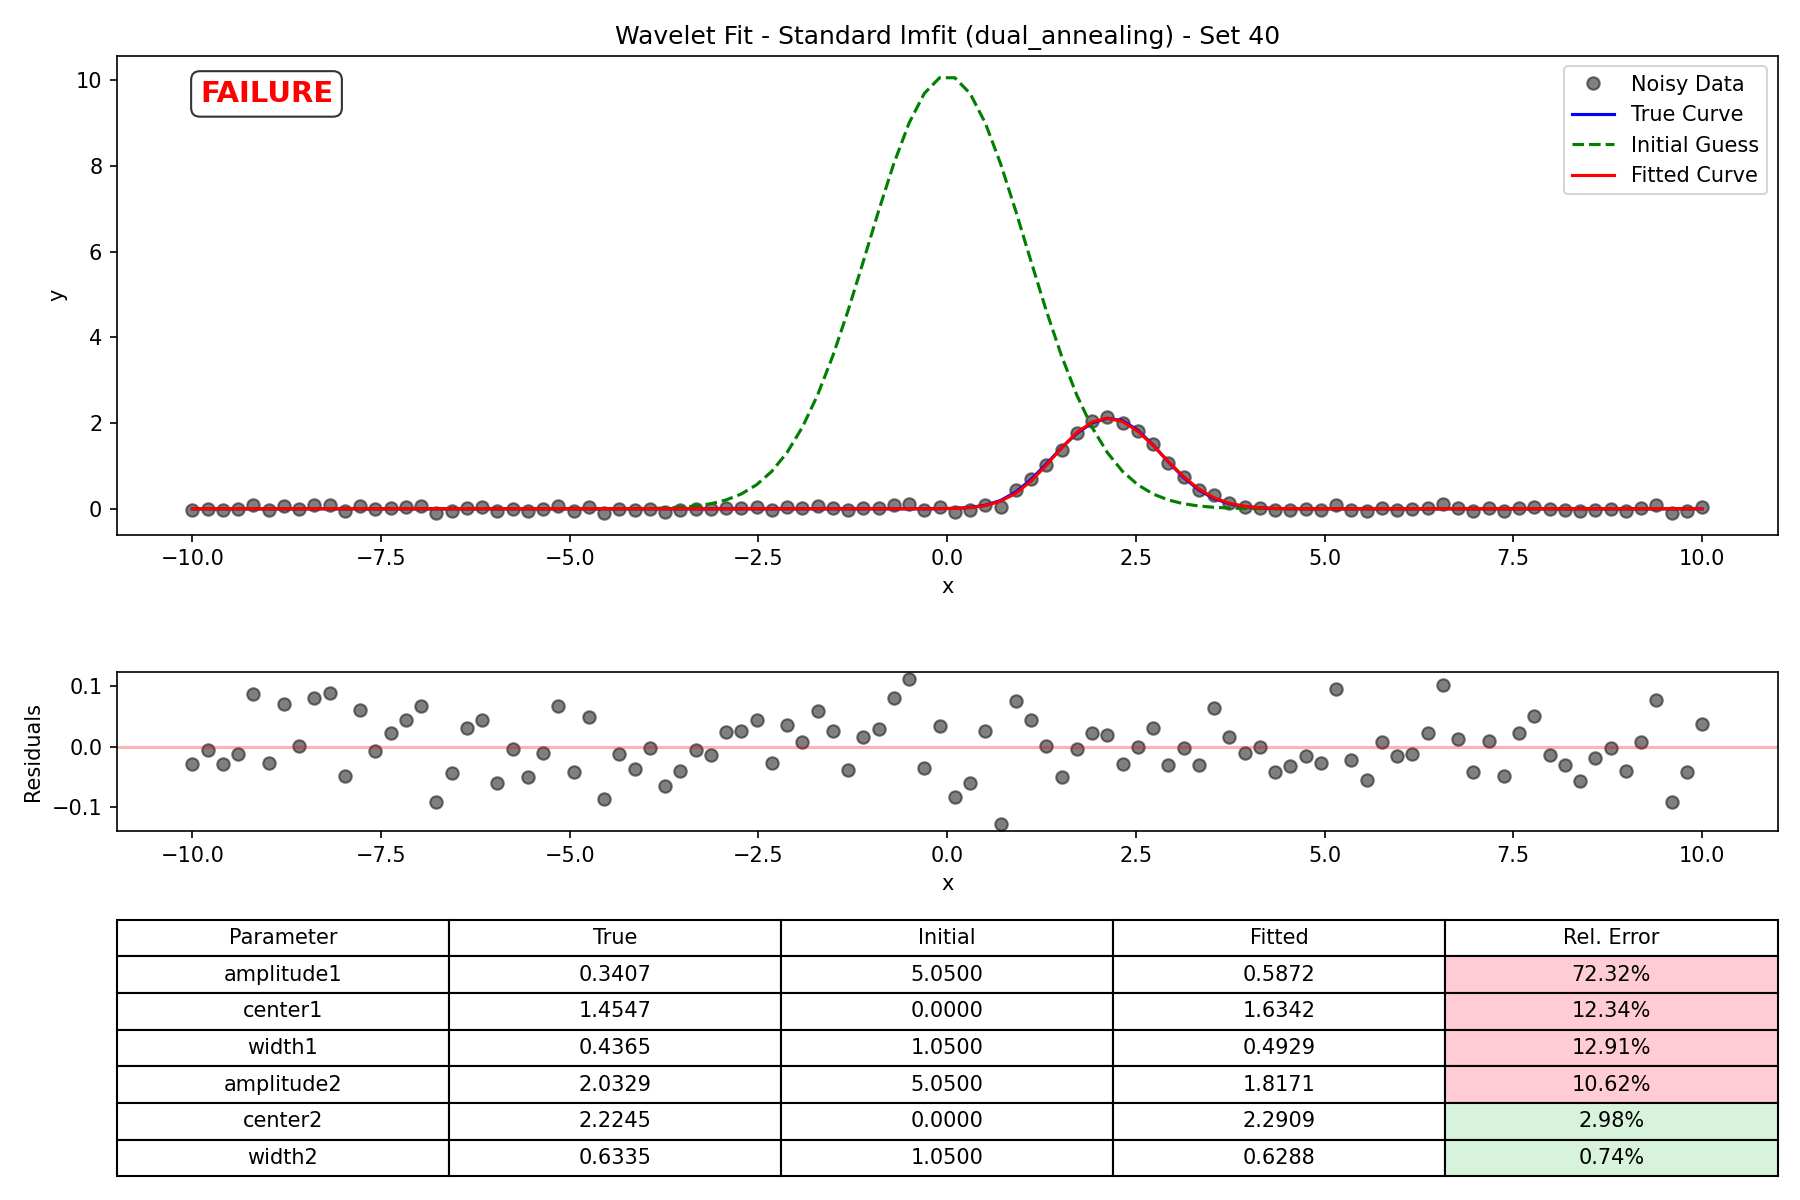 Wavelet Fit - Standard lmfit (dual_annealing) - Set 40
FAILURE
Noisy Data
True Curve
Initial Guess
Fitted Curve
10
8
6
4
2
0
y
−10.0 −7.5 −5.0 −2.5 0.0 2.5 5.0 7.5 10.0
x
0.1
0.0
−0.1
Residuals
−10.0 −7.5 −5.0 −2.5 0.0 2.5 5.0 7.5 10.0
x
Parameter True Initial Fitted Rel. Error
amplitude1 0.3407 5.0500 0.5872 72.32%
center1 1.4547 0.0000 1.6342 12.34%
width1 0.4365 1.0500 0.4929 12.91%
amplitude2 2.0329 5.0500 1.8171 10.62%
center2 2.2245 0.0000 2.2909 2.98%
width2 0.6335 1.0500 0.6288 0.74%